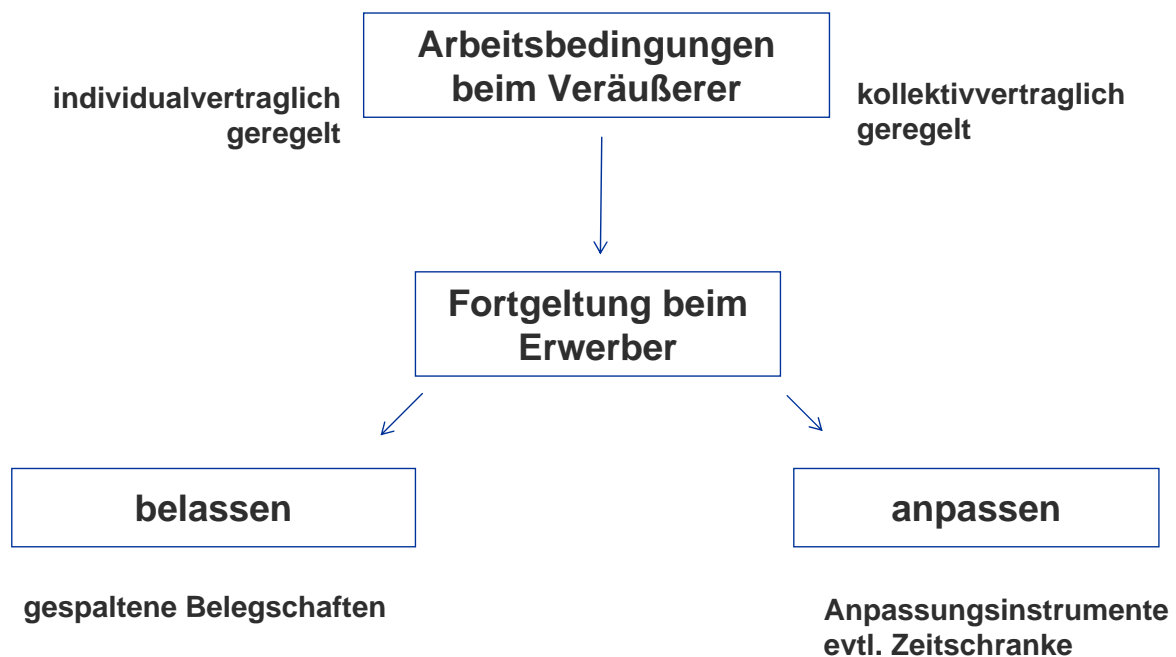 Arbeitsbedingungen
beim Veräußerer
individualvertraglich
geregelt
kollektivvertraglich
geregelt
Fortgeltung beim
Erwerber
belassen
anpassen
gespaltene Belegschaften
Anpassungsinstrumente
evtl. Zeitschranke